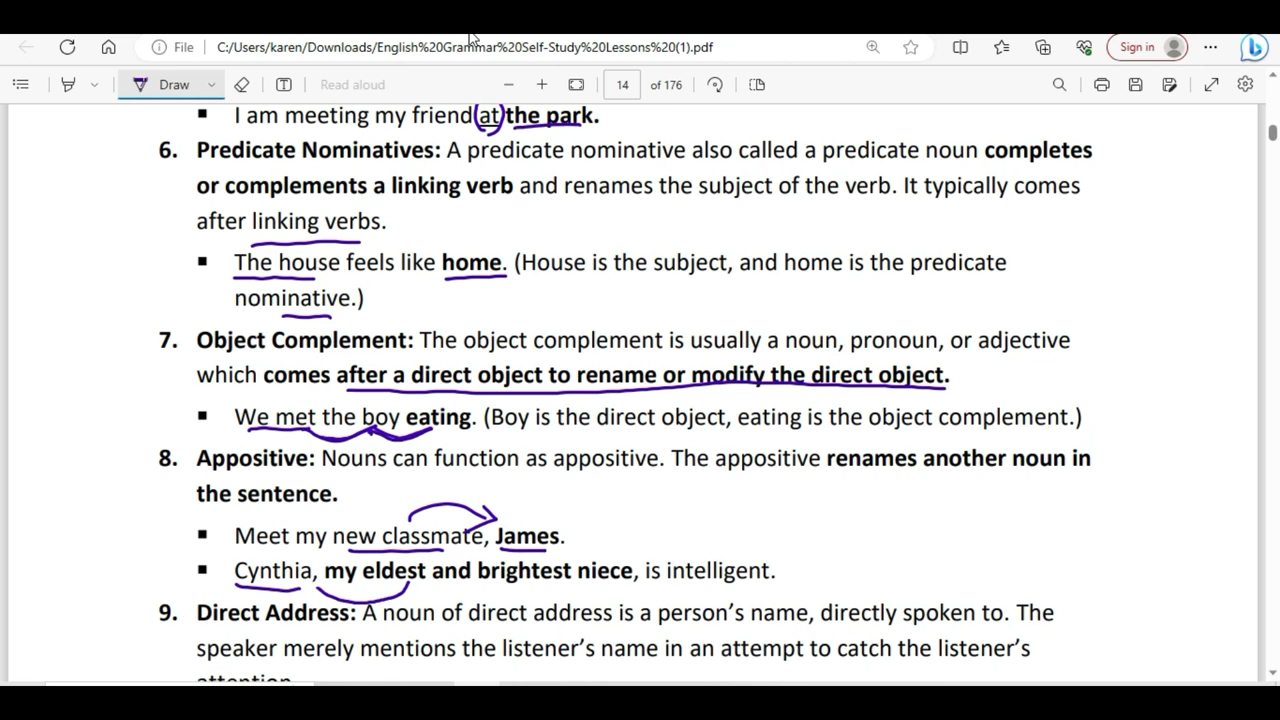 File C:/Users/karen/Downloads/English%20Grammar%20Self-Study%20Lessons%20(1).pdf Sign in
Draw Read aloud 14 of 176
▪ I am meeting my friend at the park.
6. Predicate Nominatives: A predicate nominative also called a predicate noun completes
or complements a linking verb and renames the subject of the verb. It typically comes
after linking verbs.
▪ The house feels like home. (House is the subject, and home is the predicate
nominative.)
7. Object Complement: The object complement is usually a noun, pronoun, or adjective
which comes after a direct object to rename or modify the direct object.
▪ We met the boy eating. (Boy is the direct object, eating is the object complement.)
8. Appositive: Nouns can function as appositive. The appositive renames another noun in
the sentence.
▪ Meet my new classmate, James.
▪ Cynthia, my eldest and brightest niece, is intelligent.
9. Direct Address: A noun of direct address is a person’s name, directly spoken to. The
speaker merely mentions the listener’s name in an attempt to catch the listener’s
attention.